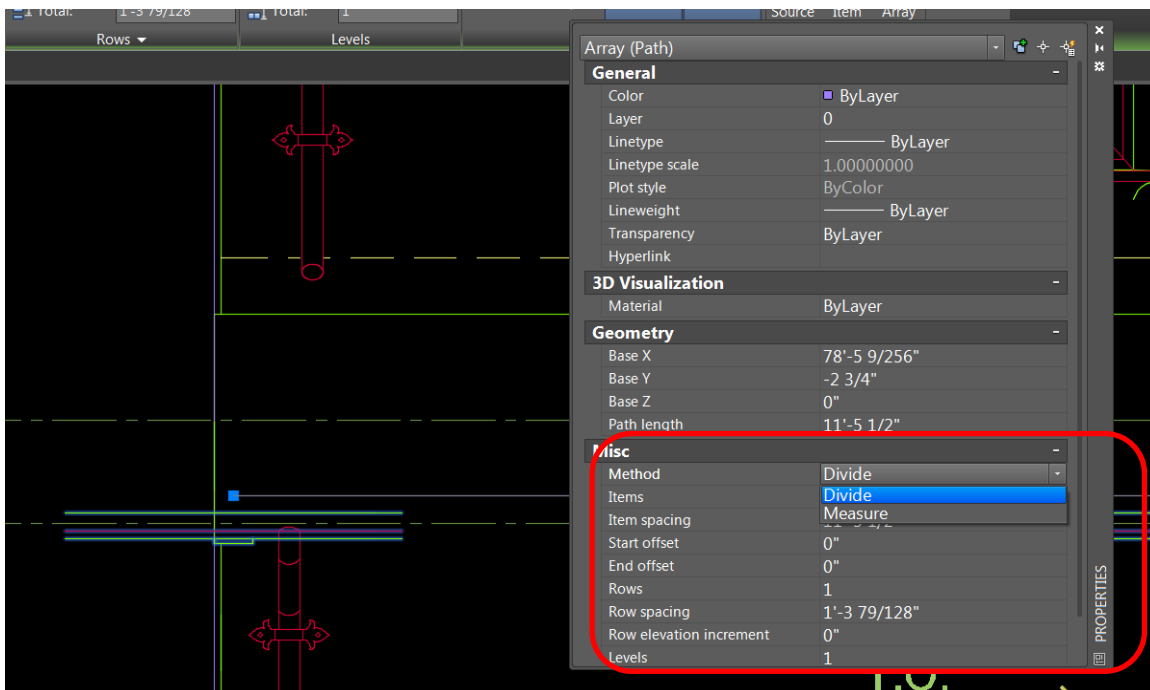 Total: 1'-3 79/128" Total: 1
Source Item Array
Rows Levels
Array (Path)
General
Color ByLayer
Layer 0
Linetype ByLayer
Linetype scale 1.00000000
Plot style ByColor
Lineweight ByLayer
Transparency ByLayer
Hyperlink
3D Visualization
Material ByLayer
Geometry
Base X 78'-5 9/256"
Base Y -2 3/4"
Base Z 0"
Path length 11'-5 1/2"
Misc
Method Divide
Items Divide
Measure
Item spacing 11'-5 1/2"
Start offset 0"
End offset 0"
Rows 1
Row spacing 1'-3 79/128"
Row elevation increment 0"
Levels 1
PROPERTIES